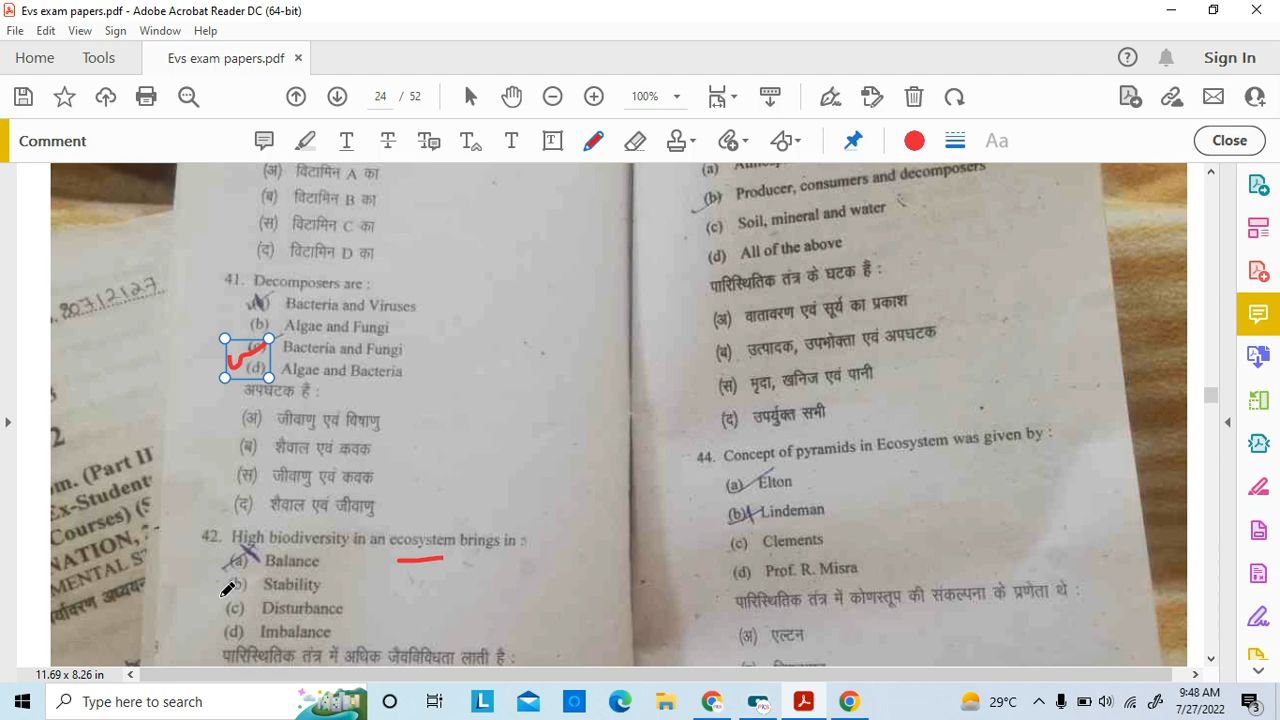 Evs exam papers.pdf - Adobe Acrobat Reader DC (64-bit)
File Edit View Sign Window Help
Home Tools Evs exam papers.pdf × Sign In
24 / 52 100%
Comment Close
(अ) विटामिन A का
(ब) विटामिन B का
(स) विटामिन C का
(द) विटामिन D का
41. Decomposers are :
Bacteria and Viruses
(b) Algae and Fungi
(c) Bacteria and Fungi
(d) Algae and Bacteria
अपघटक हैं :
(अ) जीवाणु एवं विषाणु
(ब) शैवाल एवं कवक
(स) जीवाणु एवं कवक
(द) शैवाल एवं जीवाणु
42. High biodiversity in an ecosystem brings in :
(a) Balance
(b) Stability
(c) Disturbance
(d) Imbalance
पारिस्थितिक तंत्र में अधिक जैवविविधता लाती है :
80712127
2
m. (Part II
Ex-Student
Courses) (S
NATION,
MENTAL
(a)
(b) Producer, consumers and decomposers
(c) Soil, mineral and water
(d) All of the above
पारिस्थितिक तंत्र के घटक हैं :
(अ) वातावरण एवं सूर्य का प्रकाश
(ब) उत्पादक, उपभोक्ता एवं अपघटक
(स) मृदा, खनिज एवं पानी
(द) उपर्युक्त सभी
44. Concept of pyramids in Ecosystem was given by :
(a) Elton
(b) Lindeman
(c) Clements
(d) Prof. R. Misra
पारिस्थितिक तंत्र में कोणस्तूप की संकल्पना के प्रणेता थे :
(अ) एल्टन
11.69 x 8.26 in
Type here to search
29°C
9:48 AM
7/27/2022
3